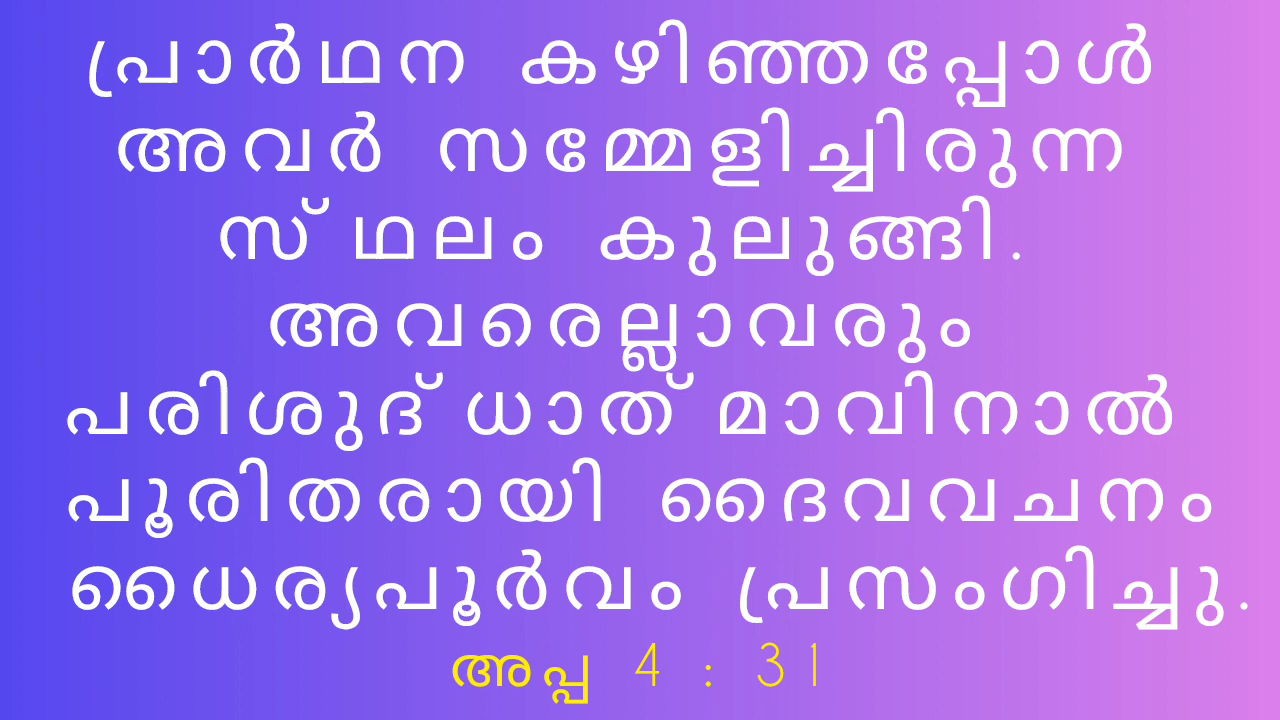 പ്രാർഥന കഴിഞ്ഞപ്പോൾ
അവർ സമ്മേളിച്ചിരുന്ന
സ്ഥലം കുലുങ്ങി.
അവരെല്ലാവരും
പരിശുദ്ധാത്മാവിനാൽ
പൂരിതരായി ദൈവവചനം
ധൈര്യപൂർവം പ്രസംഗിച്ചു.
അപ്പ 4 : 31